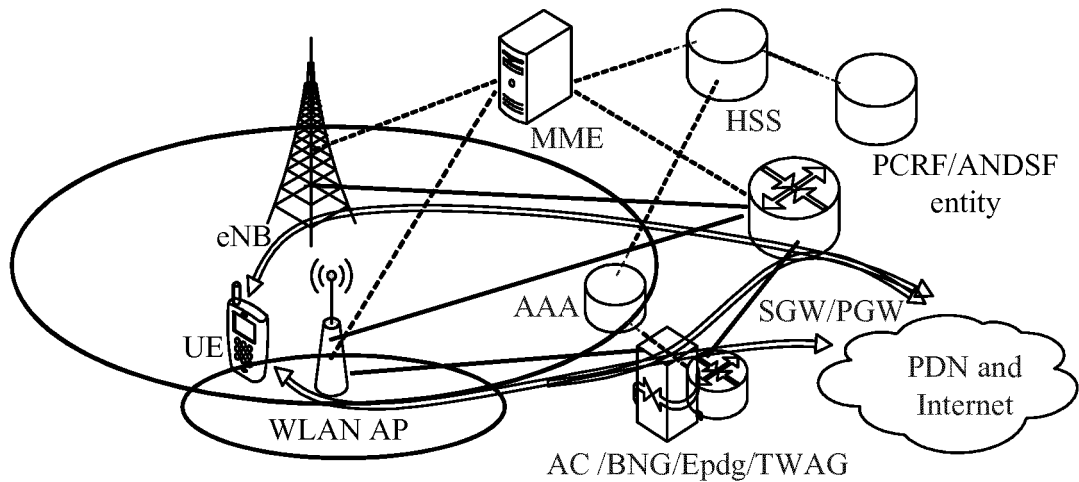 MME
HSS
PCRF/ANDSF
entity
eNB
UE
AAA
SGW/PGW
PDN and
Internet
WLAN AP
AC /BNG/Epdg/TWAG